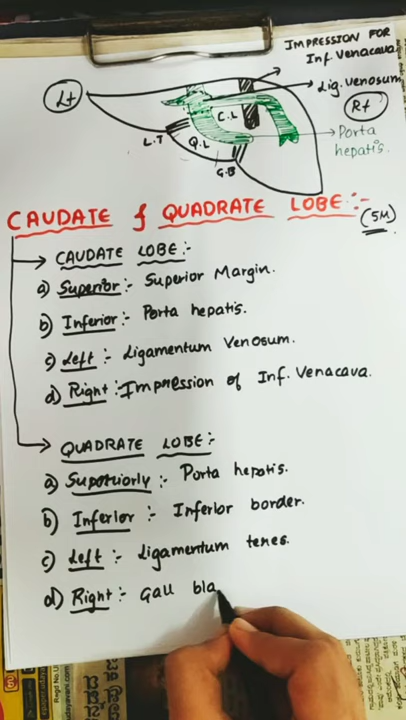 IMPRESSION FOR
Inf. Venacava
Lig. Venosum
Lt
Rt
C.L
L.T
Q.L
Porta
hepatis.
G.B
CAUDATE & QUADRATE LOBE:-
(5M)
CAUDATE LOBE:-
a) Superior:- Superior Margin.
b) Inferior:- Porta hepatis.
c) Left:- Ligamentum Venosum.
d) Right:- Impression of Inf. Venacava.
QUADRATE LOBE:-
a) Superiorly:- Porta hepatis.
b) Inferior:- Inferior border.
c) Left:- Ligamentum teres.
d) Right:- Gall bla